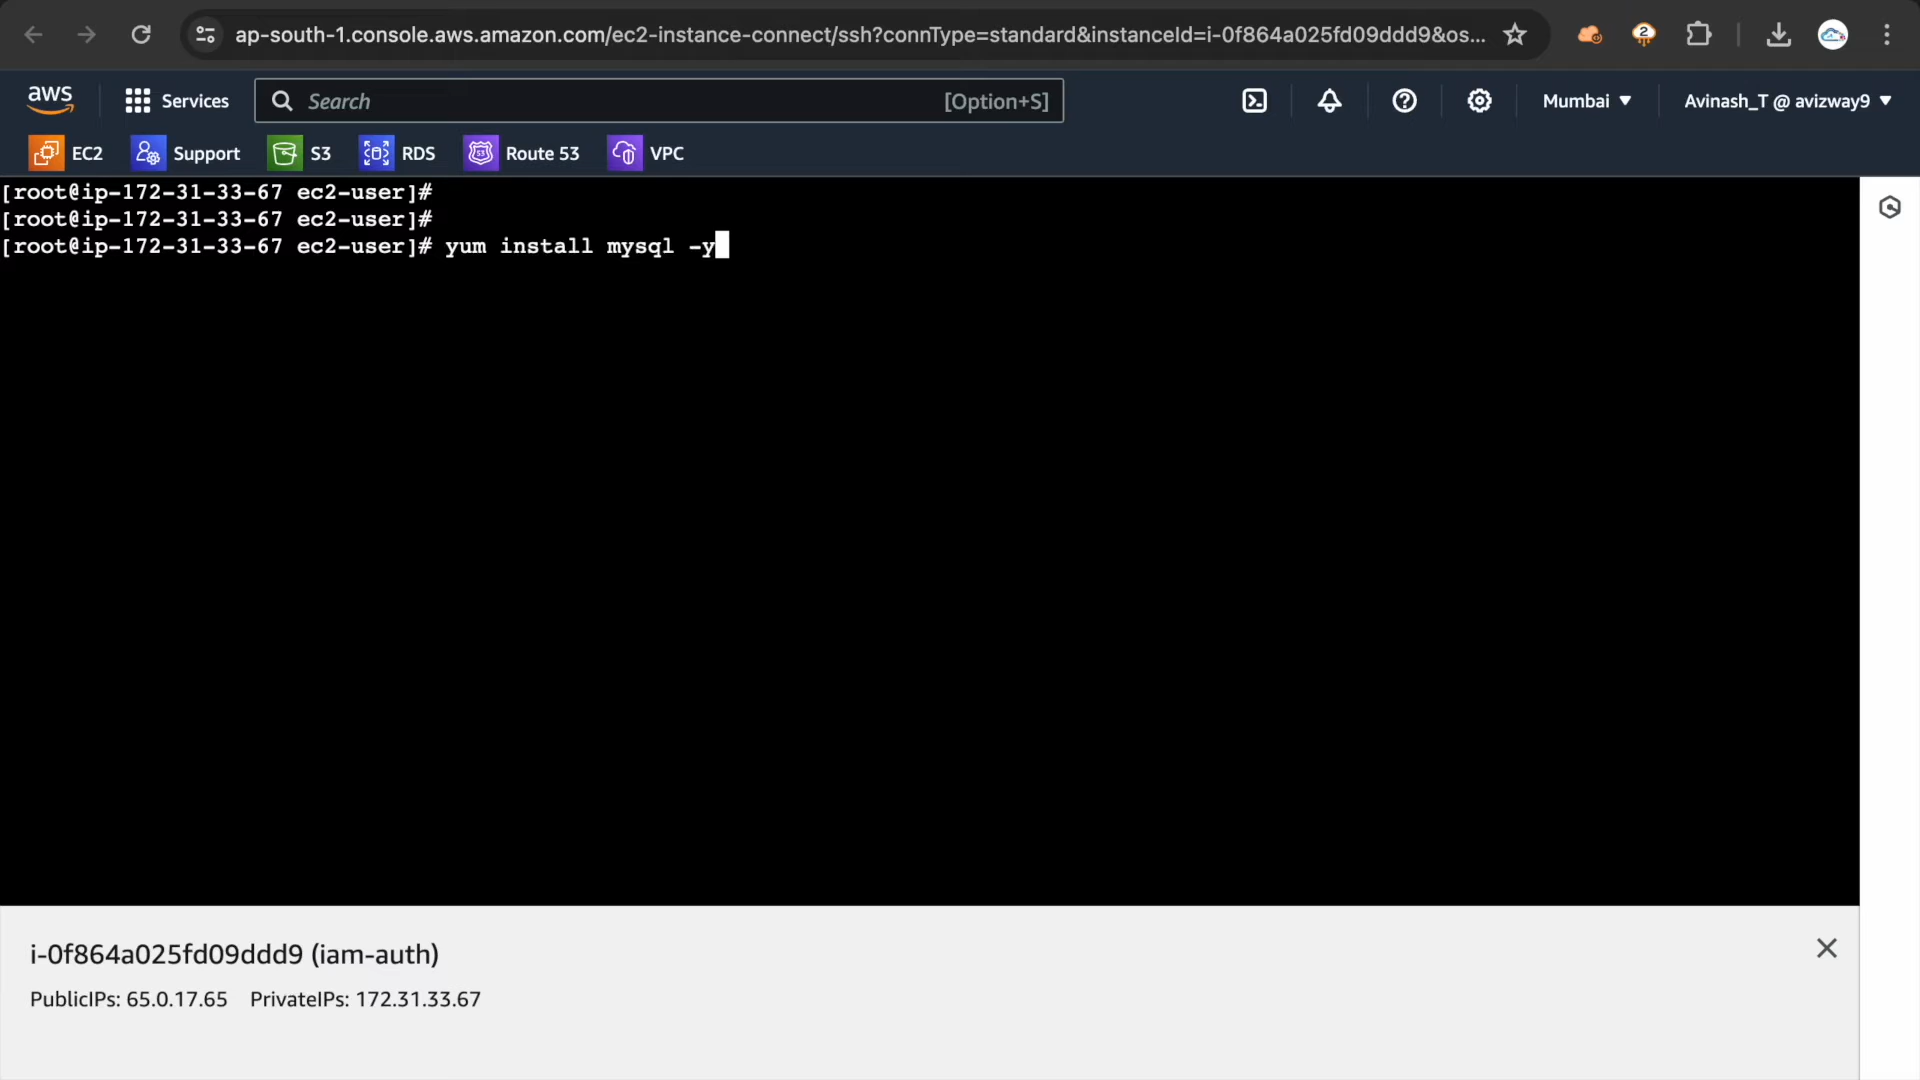 ap-south-1.console.aws.amazon.com/ec2-instance-connect/ssh?connType=standard&instanceId=i-0f864a025fd09ddd9&os...
2
aws
Services
Search
[Option+S]
Mumbai
Avinash_T @ avizway9
EC2
Support
S3
RDS
53
Route 53
VPC
[root@ip-172-31-33-67 ec2-user]#
[root@ip-172-31-33-67 ec2-user]#
[root@ip-172-31-33-67 ec2-user]# yum install mysql -y
i-0f864a025fd09ddd9 (iam-auth)
PublicIPs: 65.0.17.65 PrivateIPs: 172.31.33.67